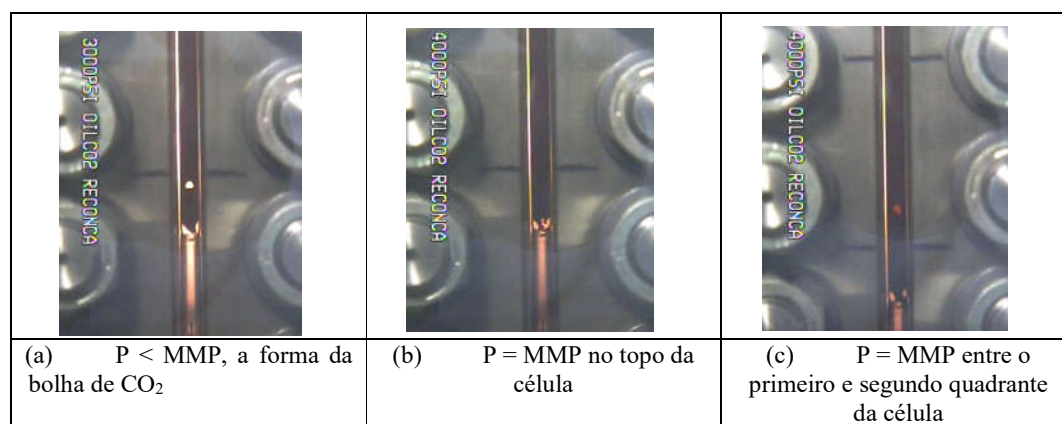 3000PSI OILCO2 RECONCA
4000PSI OILCO2 RECONCA
4000PSI OILCO2 RECONCA
(a) P < MMP, a forma da
bolha de CO₂
(b) P = MMP no topo da
célula
(c) P = MMP entre o
primeiro e segundo quadrante
da célula